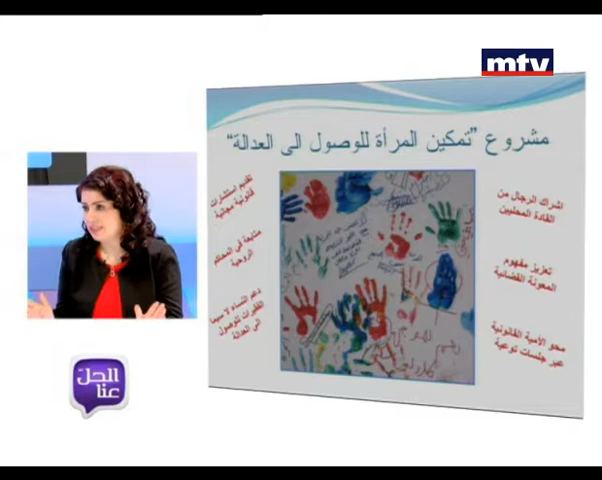 mtv
مشروع "تمكين المرأة للوصول الى العدالة"
اشراك الرجال من
القادة المحليين
تعزيز مفهوم
المعونة القضائية
محو الأمية القانونية
عبر جلسات توعية
تقديم استشارات
قانونية مجانية
متابعة في المحاكم
الروحية
دعم النساء لا سيما
الفقيرات للوصول
الى العدالة
الحل
عنا